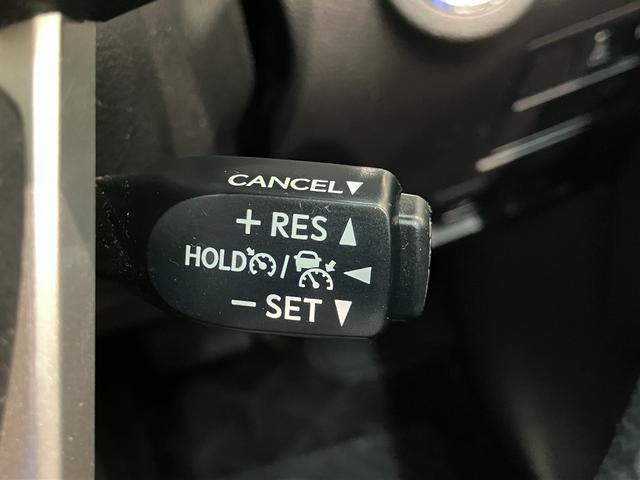 CANCEL▼
+ RES ▲
HOLD / ◀
− SET ▼